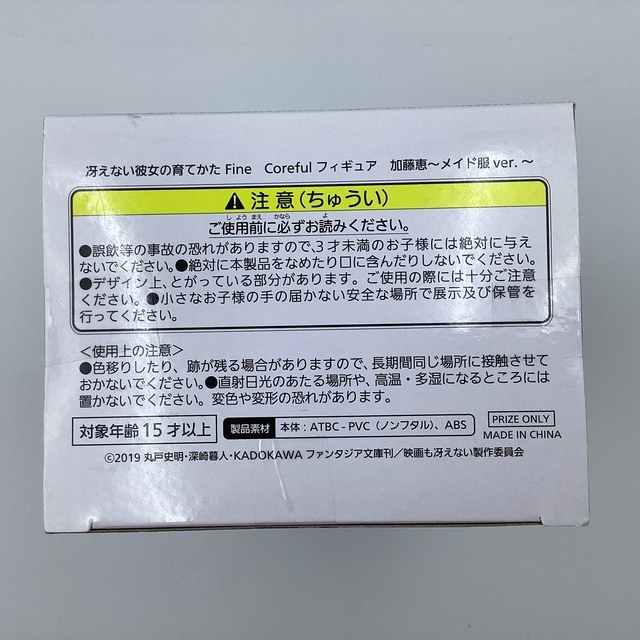 冴えない彼女の育てかた Fine Coreful フィギュア 加藤恵～メイド服 ver.～
注意(ちゅうい)
ご使用前に必ずお読みください。
しようまえ かなら よ
●誤飲等の事故の恐れがありますので、3才未満のお子様には絶対に与え
ないでください。●絶対に本製品をなめたり口に含んだりしないでください。
●デザイン上、とがっている部分があります。ご使用の際には十分ご注意
ください。●小さなお子様の手の届かない安全な場所で展示及び保管を
行ってください。
＜使用上の注意＞
●色移りしたり、跡が残る場合がありますので、長期間同じ場所に接触させて
おかないでください。●直射日光のあたる場所や、高温・多湿になるところには
置かないでください。変色や変形の恐れがあります。
対象年齢15才以上
製品素材 本体：ATBC-PVC（ノンフタル）、ABS
PRIZE ONLY
MADE IN CHINA
©2019 丸戸史明・深崎暮人・KADOKAWA ファンタジア文庫刊／映画も冴えない製作委員会